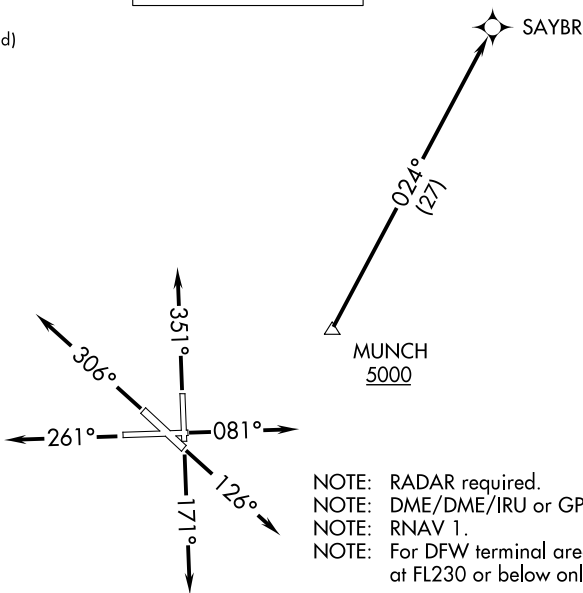 d)
SAYBR
024°
(27)
351°
306°
MUNCH
5000
261°
081°
126°
171°
NOTE: RADAR required.
NOTE: DME/DME/IRU or GP
NOTE: RNAV 1.
NOTE: For DFW terminal are
at FL230 or below onl